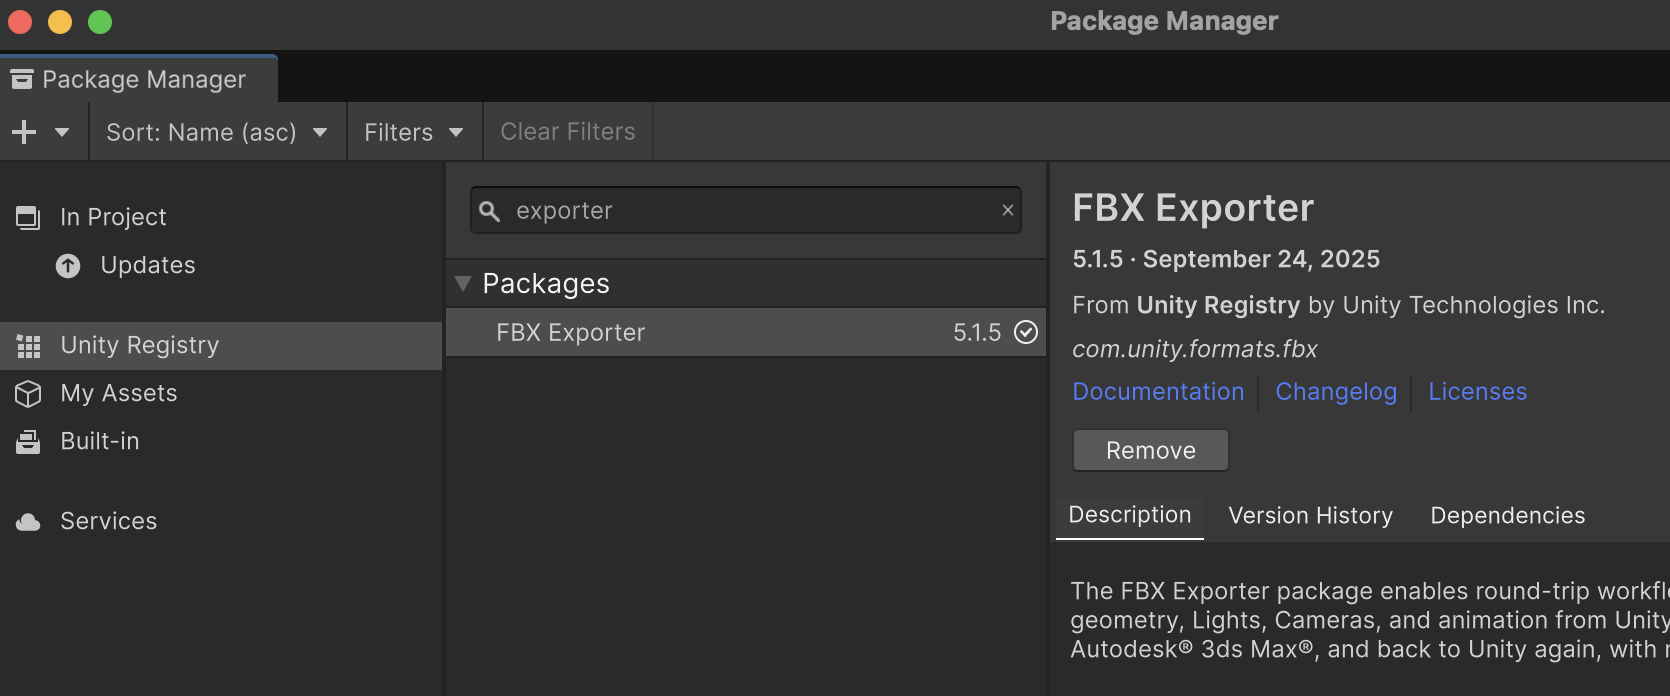 Package Manager
Package Manager
Sort: Name (asc)
Filters
Clear Filters
In Project
Updates
Unity Registry
My Assets
Built-in
Services
exporter
Packages
FBX Exporter 5.1.5
FBX Exporter
5.1.5 · September 24, 2025
From Unity Registry by Unity Technologies Inc.
com.unity.formats.fbx
Documentation Changelog Licenses
Remove
Description Version History Dependencies
The FBX Exporter package enables round-trip
geometry, Lights, Cameras, and animation from Unity
Autodesk® 3ds Max®, and back to Unity again, with